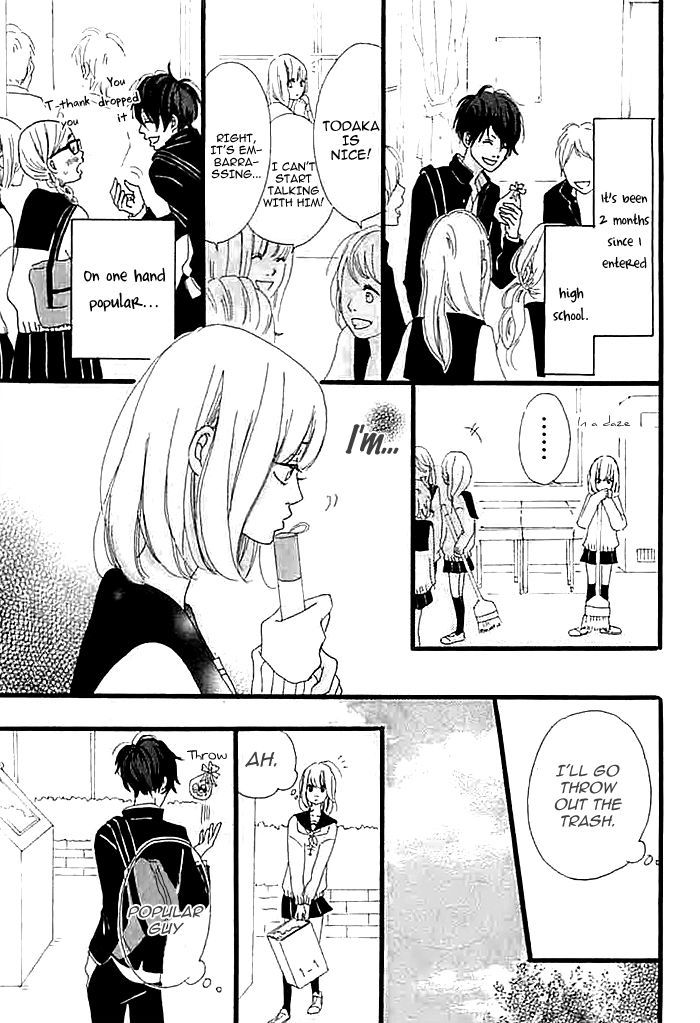 It's been
2 months
since I
entered
high
school.
TODAKA
IS
NICE!
I CAN'T
START
TALKING
WITH HIM!
RIGHT,
IT'S EM-
BARRA-
SSING...
You
dropped
it
T-thank
you
On one hand
popular...
In a daze
I'm...
I'LL GO
THROW
OUT THE
TRASH.
AH.
1-1
Throw
POPULAR
GUY